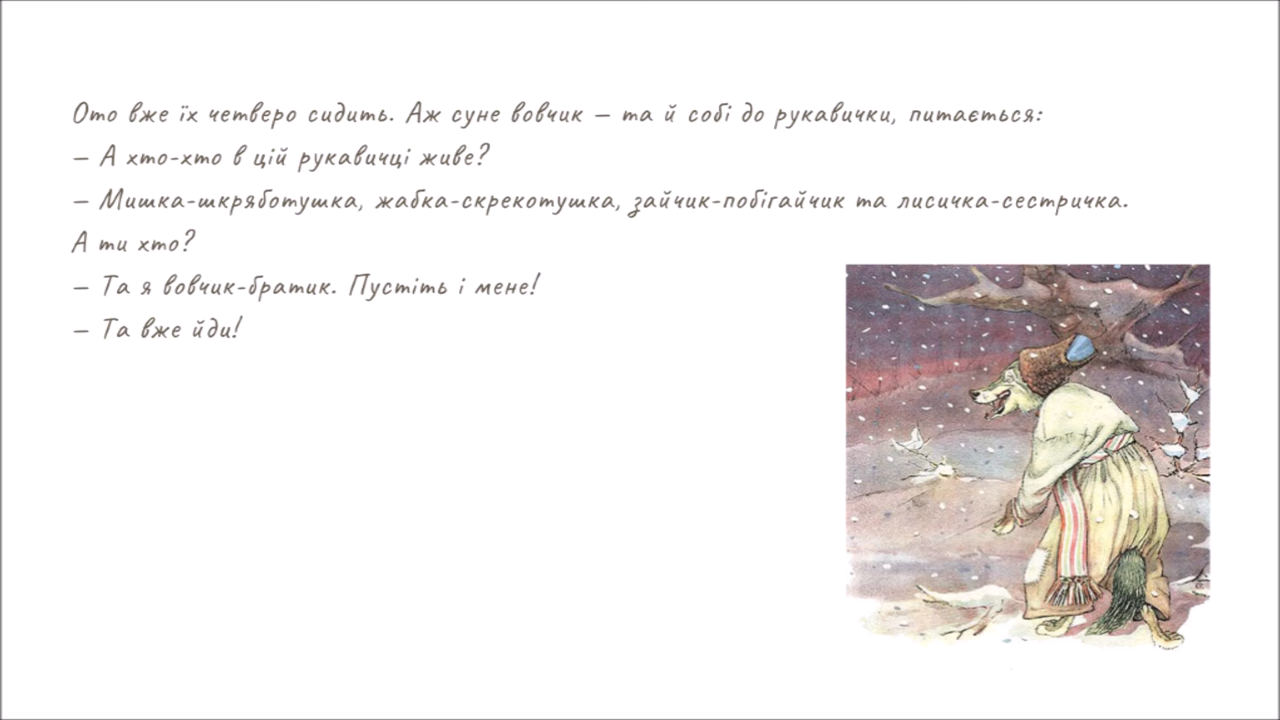 Ото вже їх четверо сидить. Аж суне вовчик – та й собі до рукавички, питається:
– А хто-хто в цій рукавичці живе?
– Мишка-шкряботушка, жабка-скрекотушка, зайчик-побігайчик та лисичка-сестричка.
А ти хто?
– Та я вовчик-братик. Пустіть і мене!
– Та вже йди!